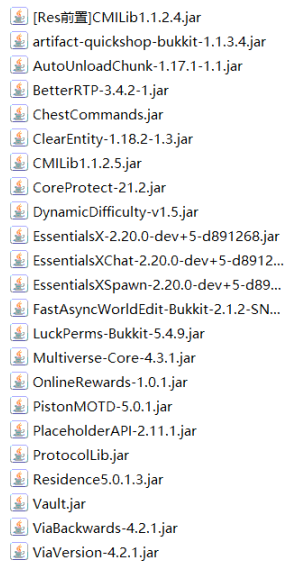 [Res前置]CMILib1.1.2.4.jar
artifact-quickshop-bukkit-1.1.3.4.jar
AutoUnloadChunk-1.17.1-1.1.jar
BetterRTP-3.4.2-1.jar
ChestCommands.jar
ClearEntity-1.18.2-1.3.jar
CMILib1.1.2.5.jar
CoreProtect-21.2.jar
DynamicDifficulty-v1.5.jar
EssentialsX-2.20.0-dev+5-d891268.jar
EssentialsXChat-2.20.0-dev+5-d8912...
EssentialsXSpawn-2.20.0-dev+5-d89...
FastAsyncWorldEdit-Bukkit-2.1.2-SN...
LuckPerms-Bukkit-5.4.9.jar
Multiverse-Core-4.3.1.jar
OnlineRewards-1.0.1.jar
PistonMOTD-5.0.1.jar
PlaceholderAPI-2.11.1.jar
ProtocolLib.jar
Residence5.0.1.3.jar
Vault.jar
ViaBackwards-4.2.1.jar
ViaVersion-4.2.1.jar